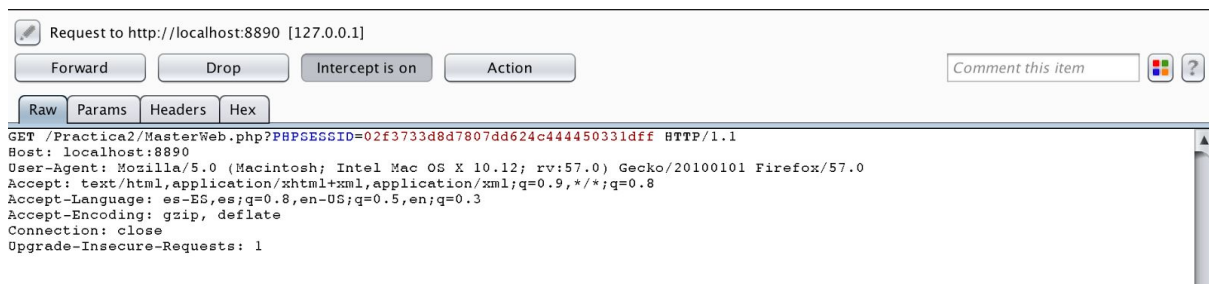 Request to http://localhost:8890 [127.0.0.1]
Forward Drop Intercept is on Action Comment this item ?
Raw Params Headers Hex
GET /Practica2/MasterWeb.php?PHPSESSID=02f3733d8d7807dd624c444450331dff HTTP/1.1
Host: localhost:8890
User-Agent: Mozilla/5.0 (Macintosh; Intel Mac OS X 10.12; rv:57.0) Gecko/20100101 Firefox/57.0
Accept: text/html,application/xhtml+xml,application/xml;q=0.9,*/*;q=0.8
Accept-Language: es-ES,es;q=0.8,en-US;q=0.5,en;q=0.3
Accept-Encoding: gzip, deflate
Connection: close
Upgrade-Insecure-Requests: 1